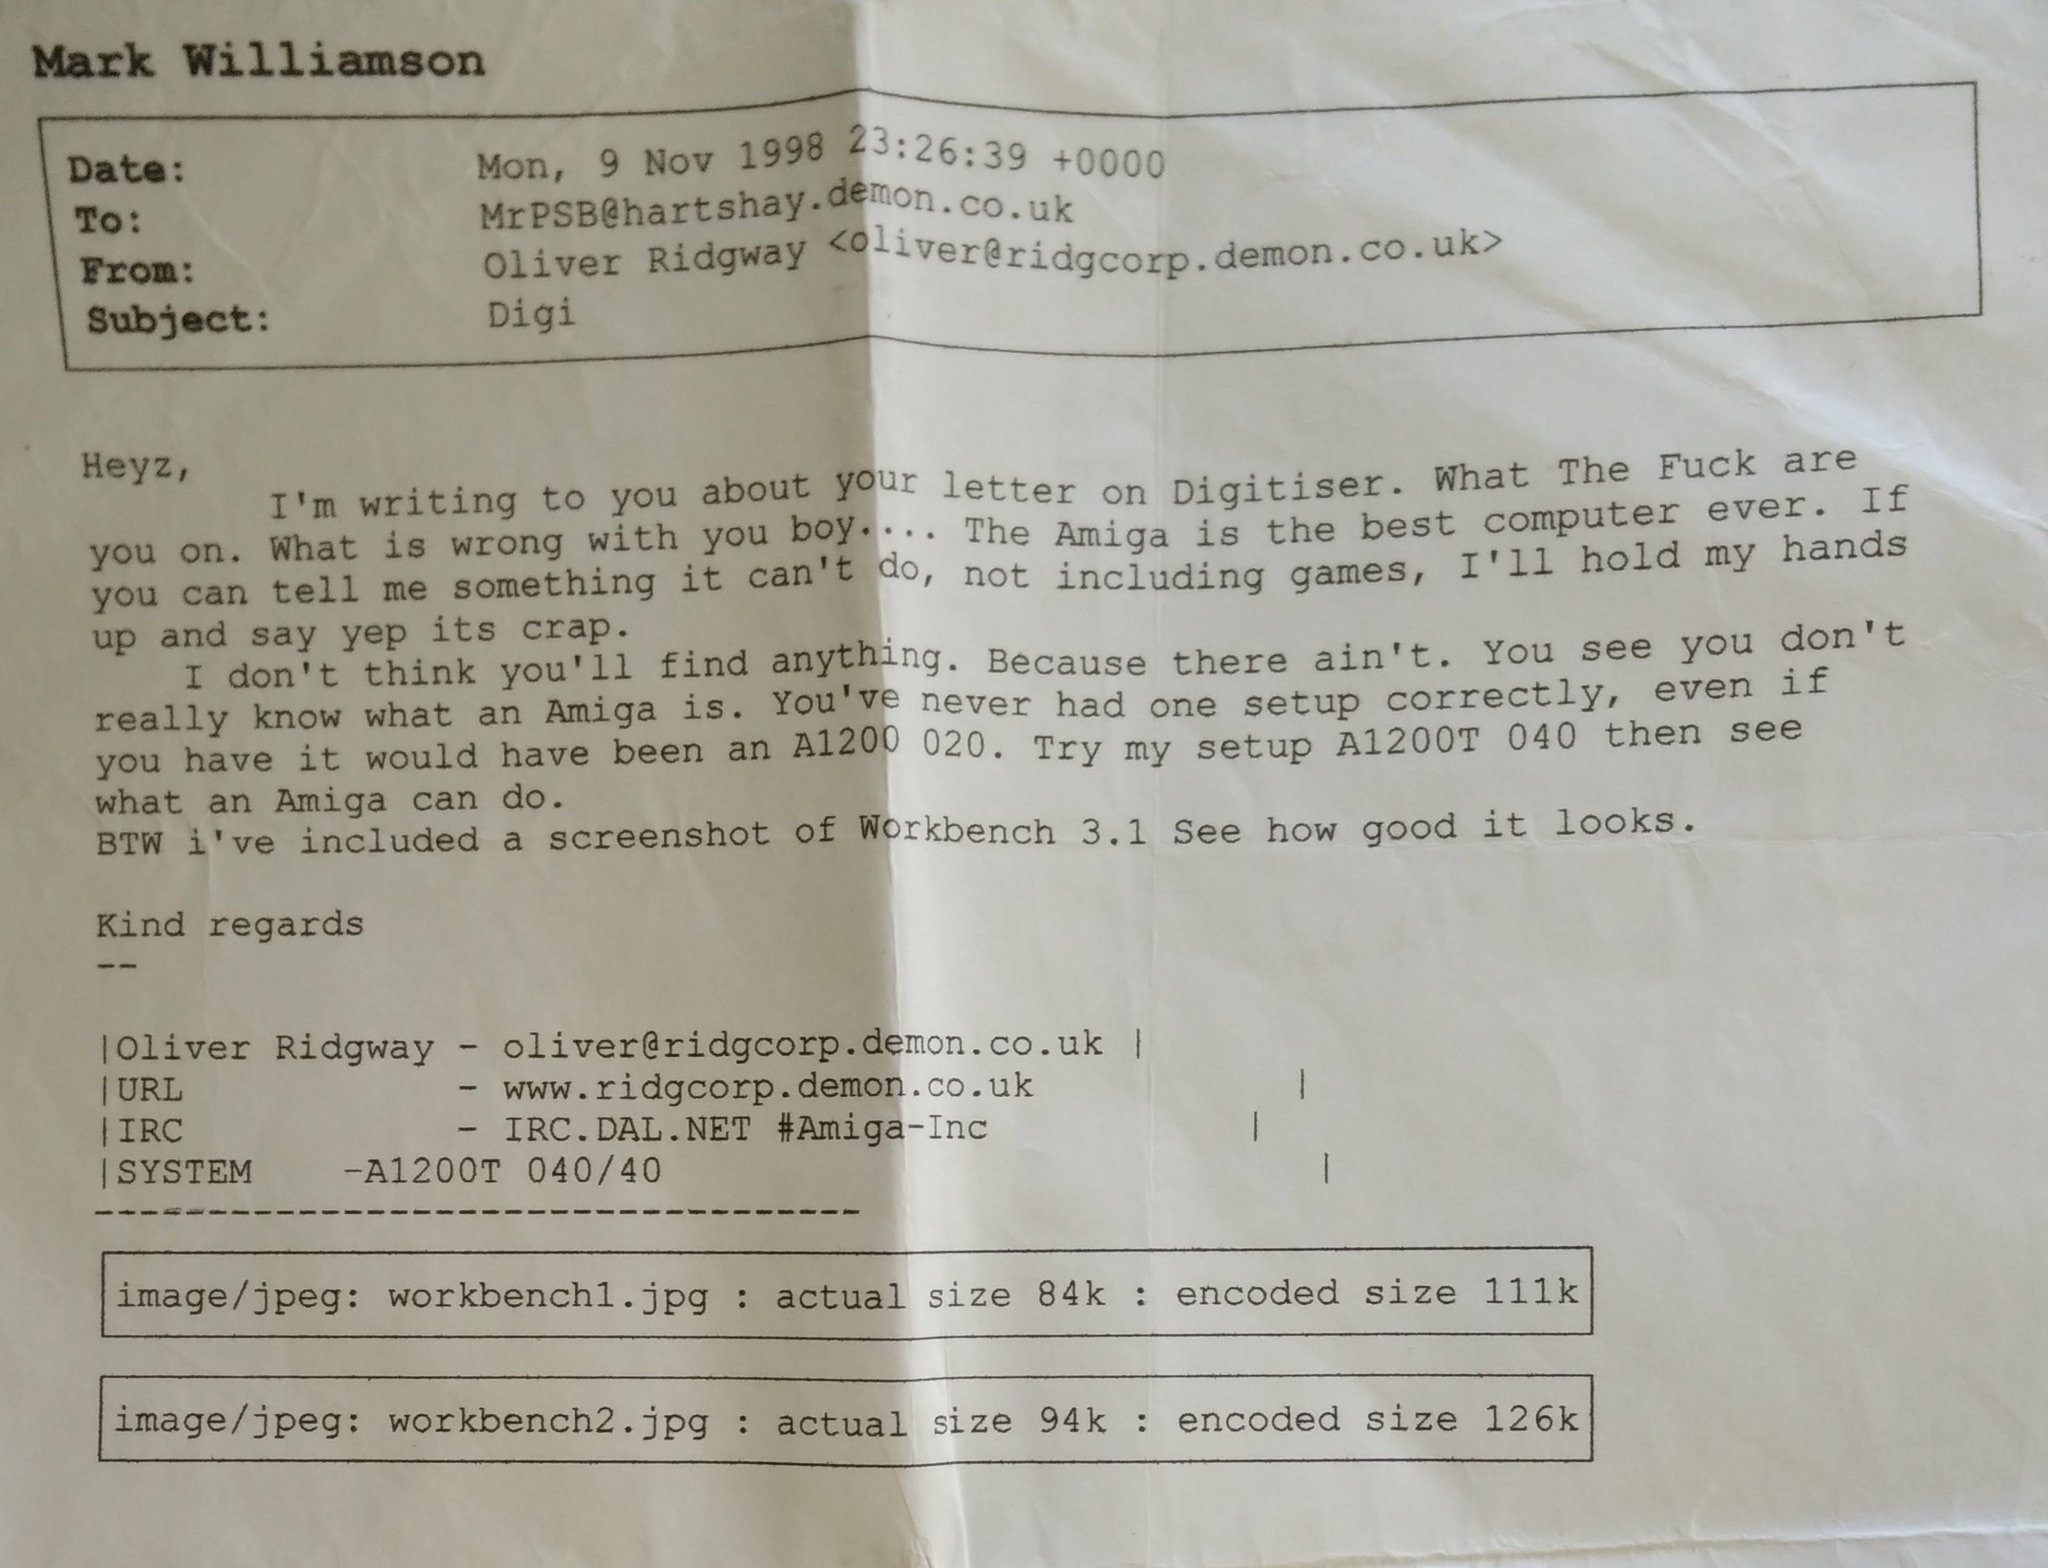 Mark Williamson
Date: Mon, 9 Nov 1998 23:26:39 +0000
To: MrPSB@hartshay.demon.co.uk
From: Oliver Ridgway <oliver@ridgcorp.demon.co.uk>
Subject: Digi
Heyz,
I'm writing to you about your letter on Digitiser. What The Fuck are
you on. What is wrong with you boy.... The Amiga is the best computer ever. If
you can tell me something it can't do, not including games, I'll hold my hands
up and say yep its crap.
I don't think you'll find anything. Because there ain't. You see you don't
really know what an Amiga is. You've never had one setup correctly, even if
you have it would have been an A1200 020. Try my setup A1200T 040 then see
what an Amiga can do.
BTW i've included a screenshot of Workbench 3.1 See how good it looks.
Kind regards
--
|Oliver Ridgway - oliver@ridgcorp.demon.co.uk |
|URL - www.ridgcorp.demon.co.uk |
|IRC - IRC.DAL.NET #Amiga-Inc |
|SYSTEM -A1200T 040/40 |
----------------------------------
image/jpeg: workbench1.jpg : actual size 84k : encoded size 111k
image/jpeg: workbench2.jpg : actual size 94k : encoded size 126k